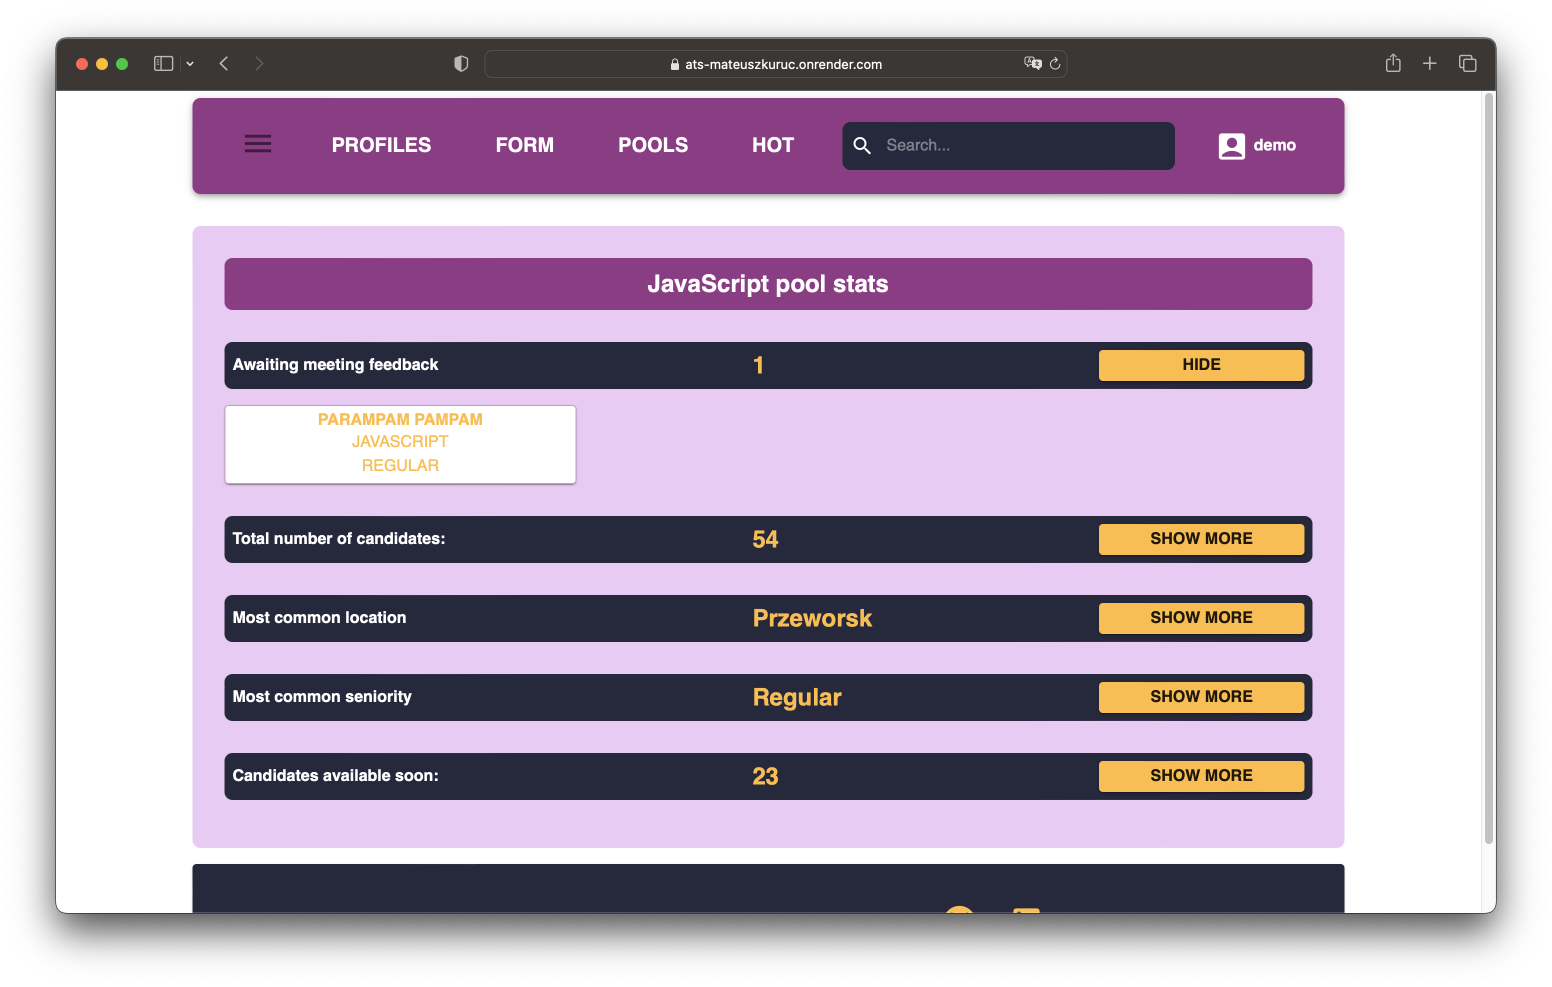 ats-mateuszkuruc.onrender.com
PROFILES
FORM
POOLS
HOT
Search...
demo
JavaScript pool stats
Awaiting meeting feedback
1
HIDE
PARAMPAM PAMPAM
JAVASCRIPT
REGULAR
Total number of candidates:
54
SHOW MORE
Most common location
Przeworsk
SHOW MORE
Most common seniority
Regular
SHOW MORE
Candidates available soon:
23
SHOW MORE